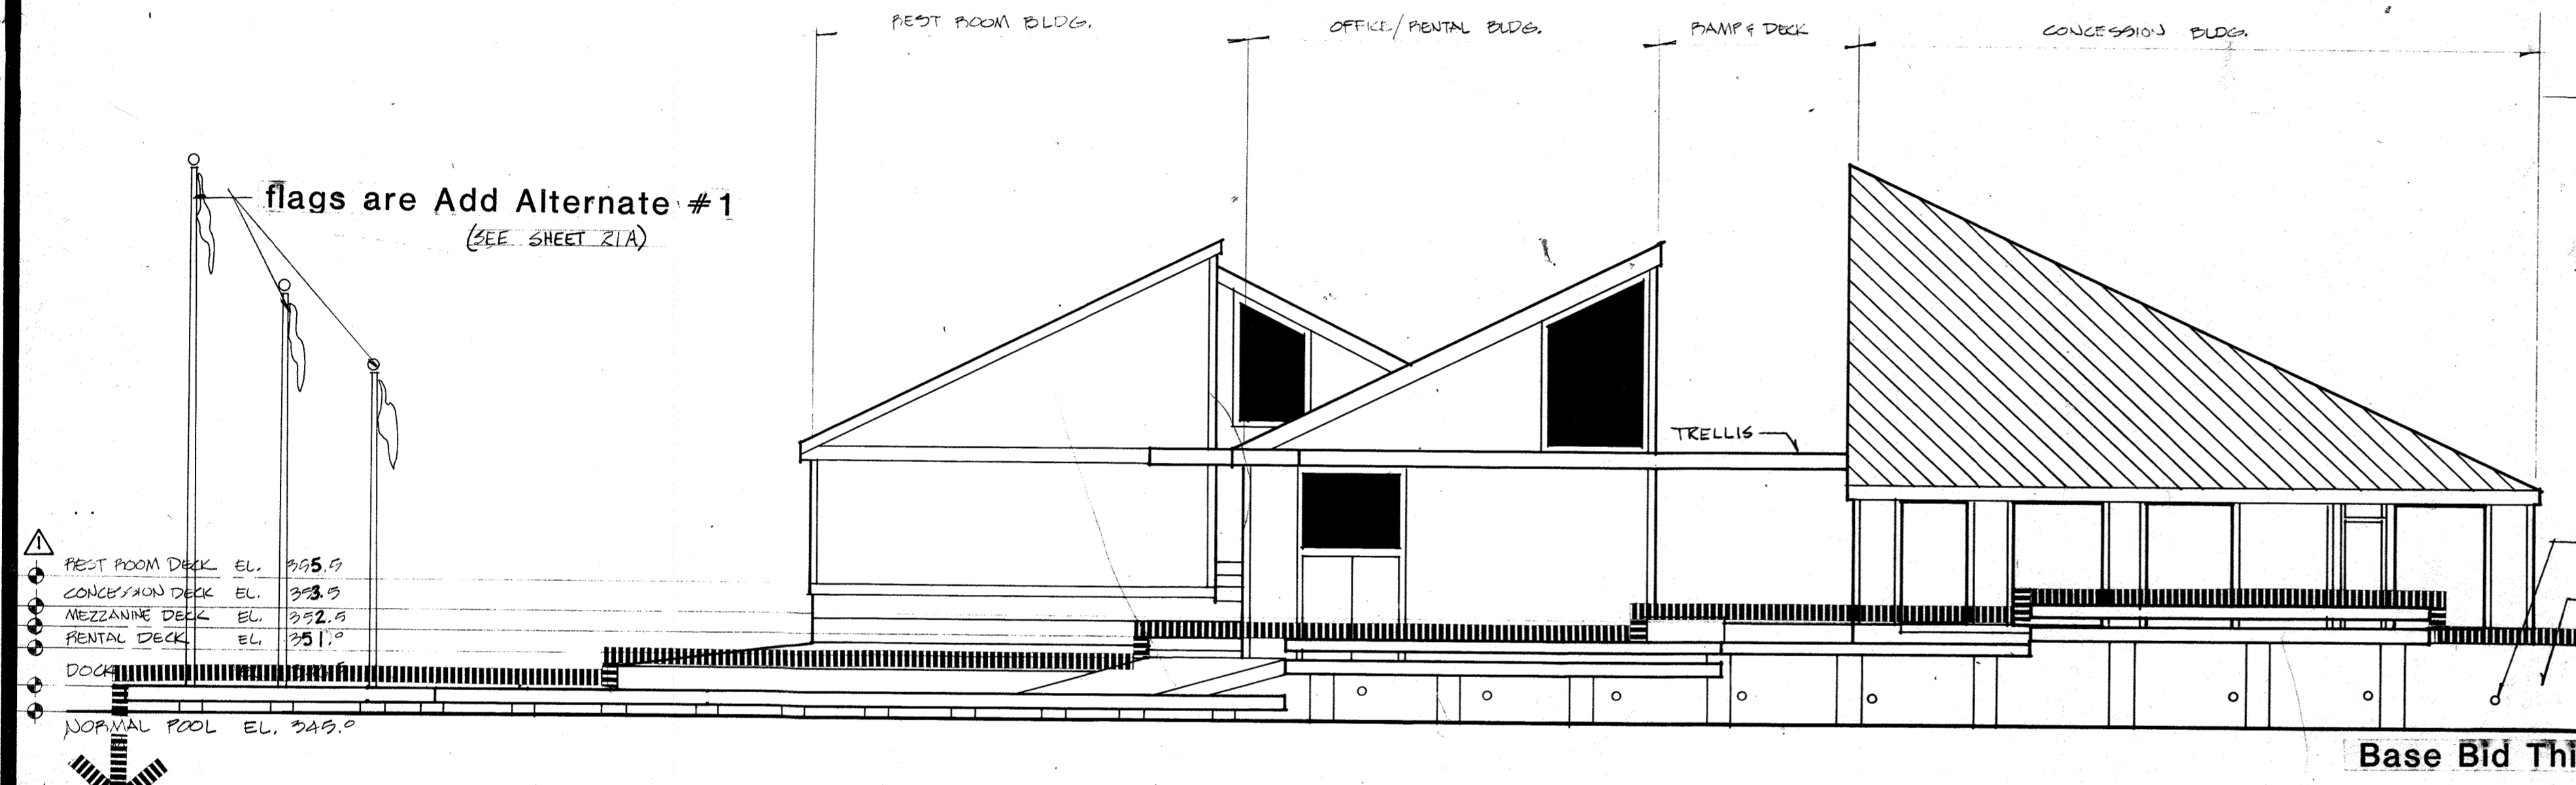 REST ROOM BLDG.
OFFICE/RENTAL BLDG.
RAMP & DECK
CONCESSION BLDG.
flags are Add Alternate #1
(SEE SHEET 21A)
TRELLIS
1
REST ROOM DECK EL. 355.5
CONCESSION DECK EL. 353.5
MEZZANINE DECK EL. 352.5
RENTAL DECK EL. 351.0
DOCK
NORMAL POOL EL. 345.0
Base Bid Thi